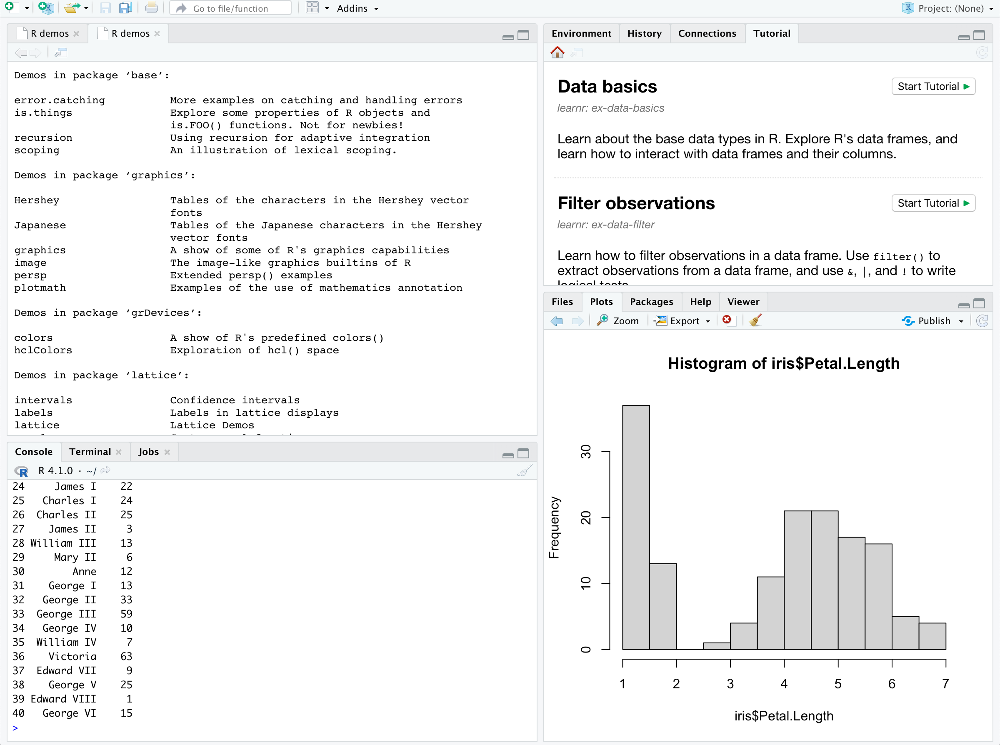 Go to file/function
Addins
Project: (None)
R demos
R demos
Demos in package ‘base’:
error.catching More examples on catching and handling errors
is.things Explore some properties of R objects and
is.FOO() functions. Not for newbies!
recursion Using recursion for adaptive integration
scoping An illustration of lexical scoping.
Demos in package ‘graphics’:
Hershey Tables of the characters in the Hershey vector
fonts
Japanese Tables of the Japanese characters in the Hershey
vector fonts
graphics A show of some of R's graphics capabilities
image The image-like graphics builtins of R
persp Extended persp() examples
plotmath Examples of the use of mathematics annotation
Demos in package ‘grDevices’:
colors A show of R's predefined colors()
hclColors Exploration of hcl() space
Demos in package ‘lattice’:
intervals Confidence intervals
labels Labels in lattice displays
lattice Lattice Demos
Console Terminal Jobs
R 4.1.0 · ~/
24 James I 22
25 Charles I 24
26 Charles II 25
27 James II 3
28 William III 13
29 Mary II 6
30 Anne 12
31 George I 13
32 George II 33
33 George III 59
34 George IV 10
35 William IV 7
36 Victoria 63
37 Edward VII 9
38 George V 25
39 Edward VIII 1
40 George VI 15
>
Environment History Connections Tutorial
Data basics
Start Tutorial
learnr: ex-data-basics
Learn about the base data types in R. Explore R's data frames, and
learn how to interact with data frames and their columns.
Filter observations
Start Tutorial
learnr: ex-data-filter
Learn how to filter observations in a data frame. Use filter() to
extract observations from a data frame, and use &, |, and ! to write
logical tests
Files Plots Packages Help Viewer
Zoom Export Publish
Histogram of iris$Petal.Length
Frequency
0 10 20 30
1 2 3 4 5 6 7
iris$Petal.Length